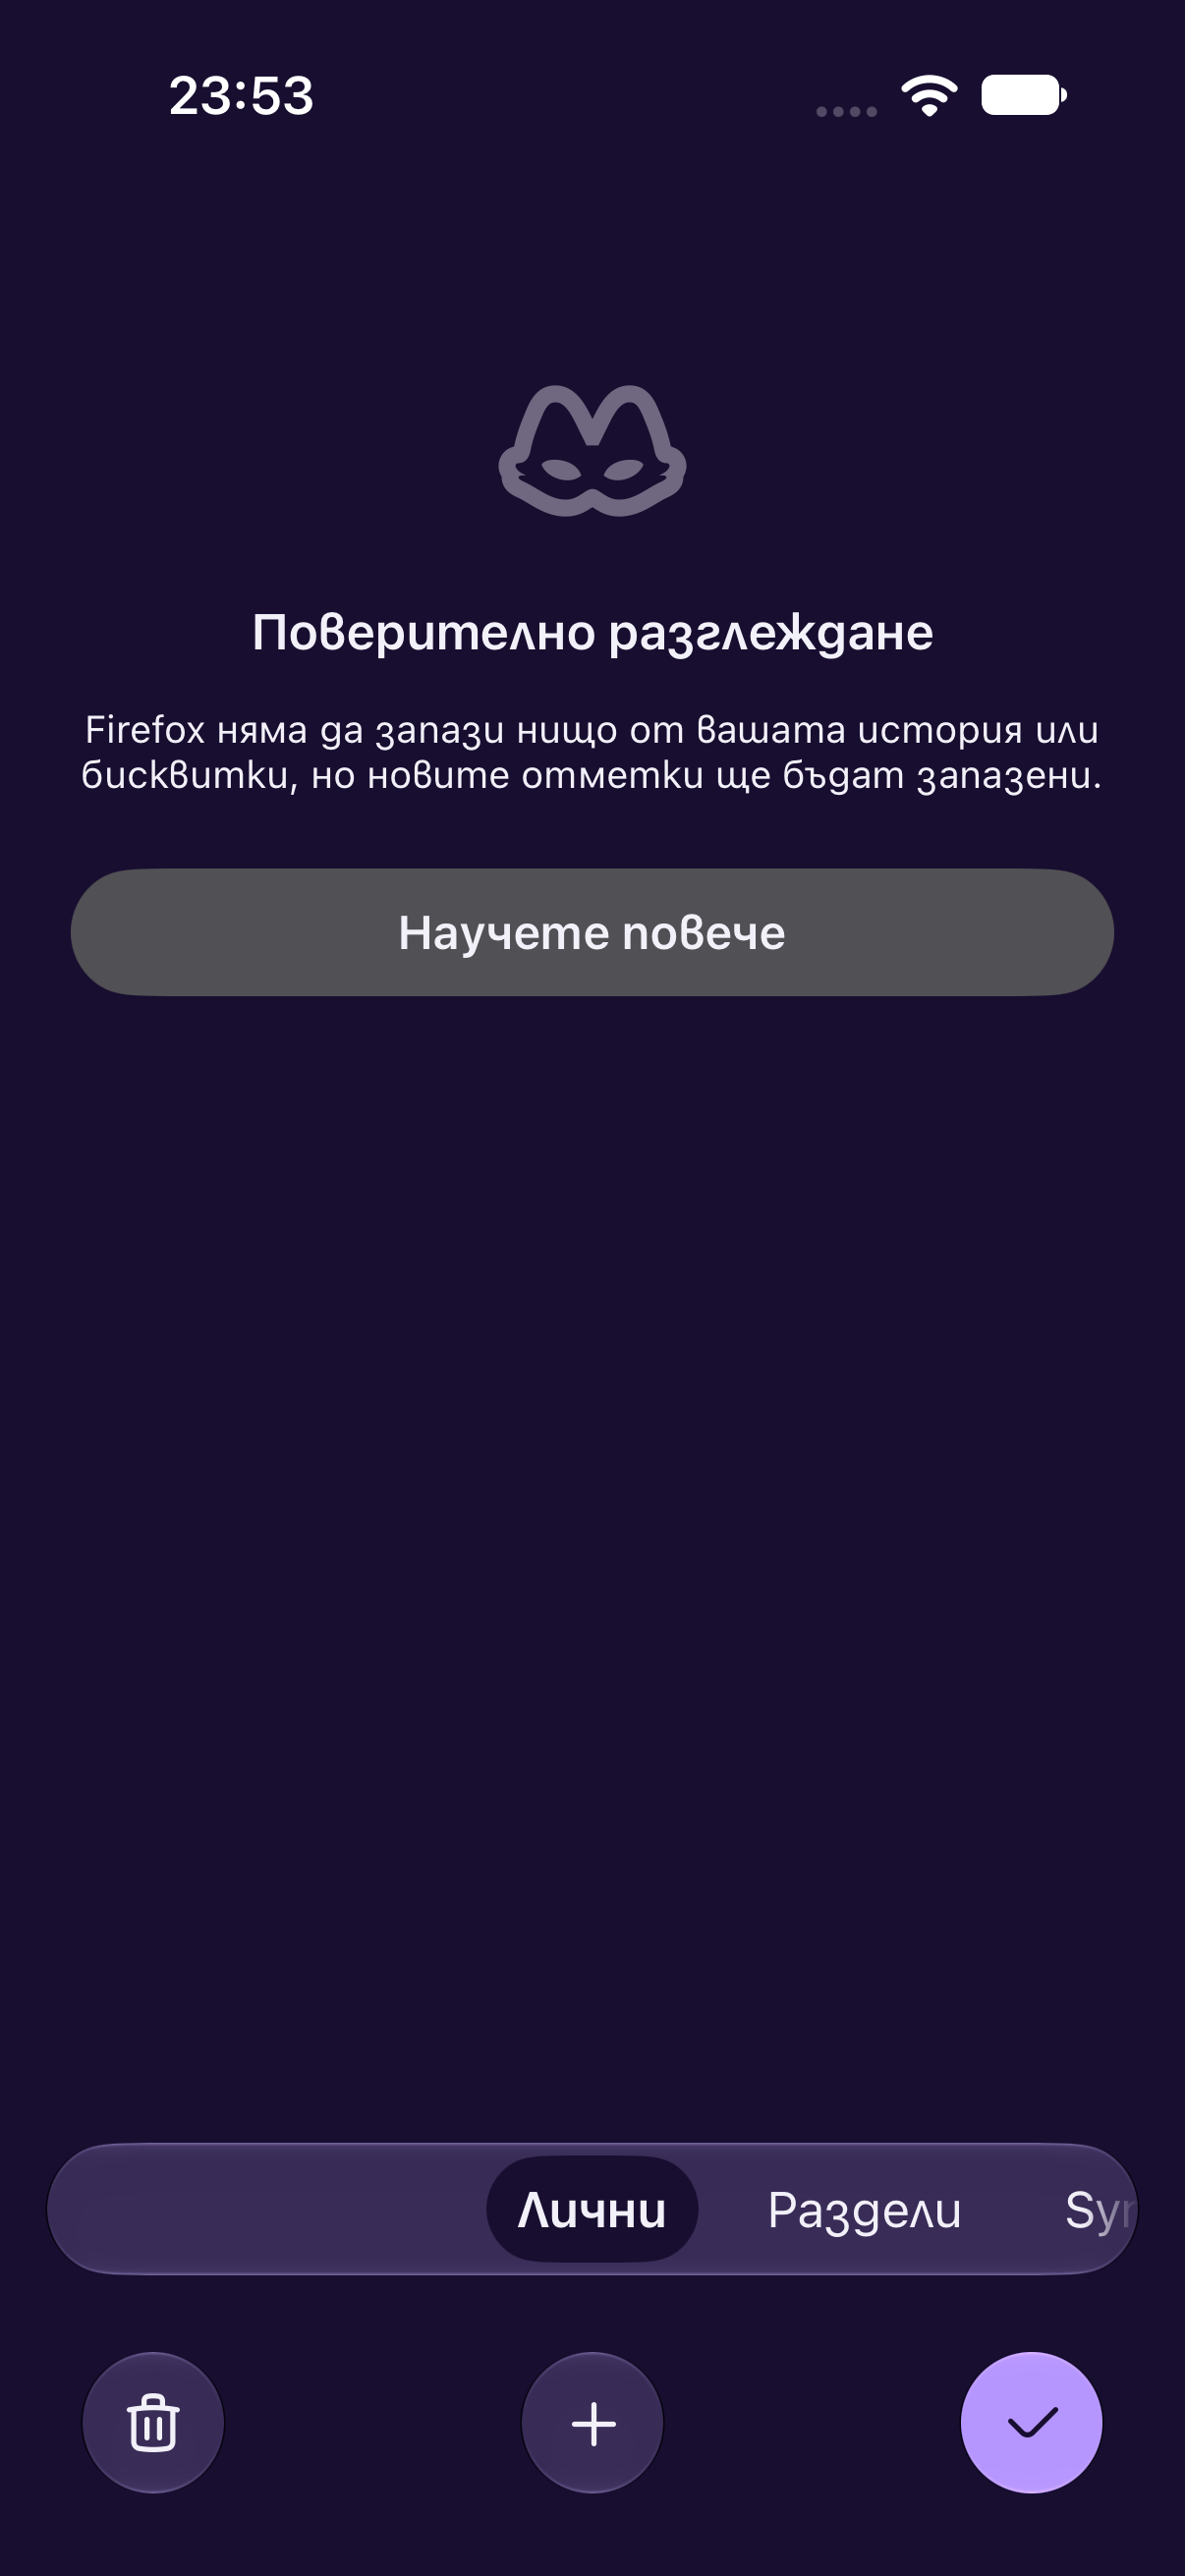 23:53
Поверително разглеждане
Firefox няма да запази нищо от вашата история или
бисквитки, но новите отметки ще бъдат запазени.
Научете повече
Лични Раздели